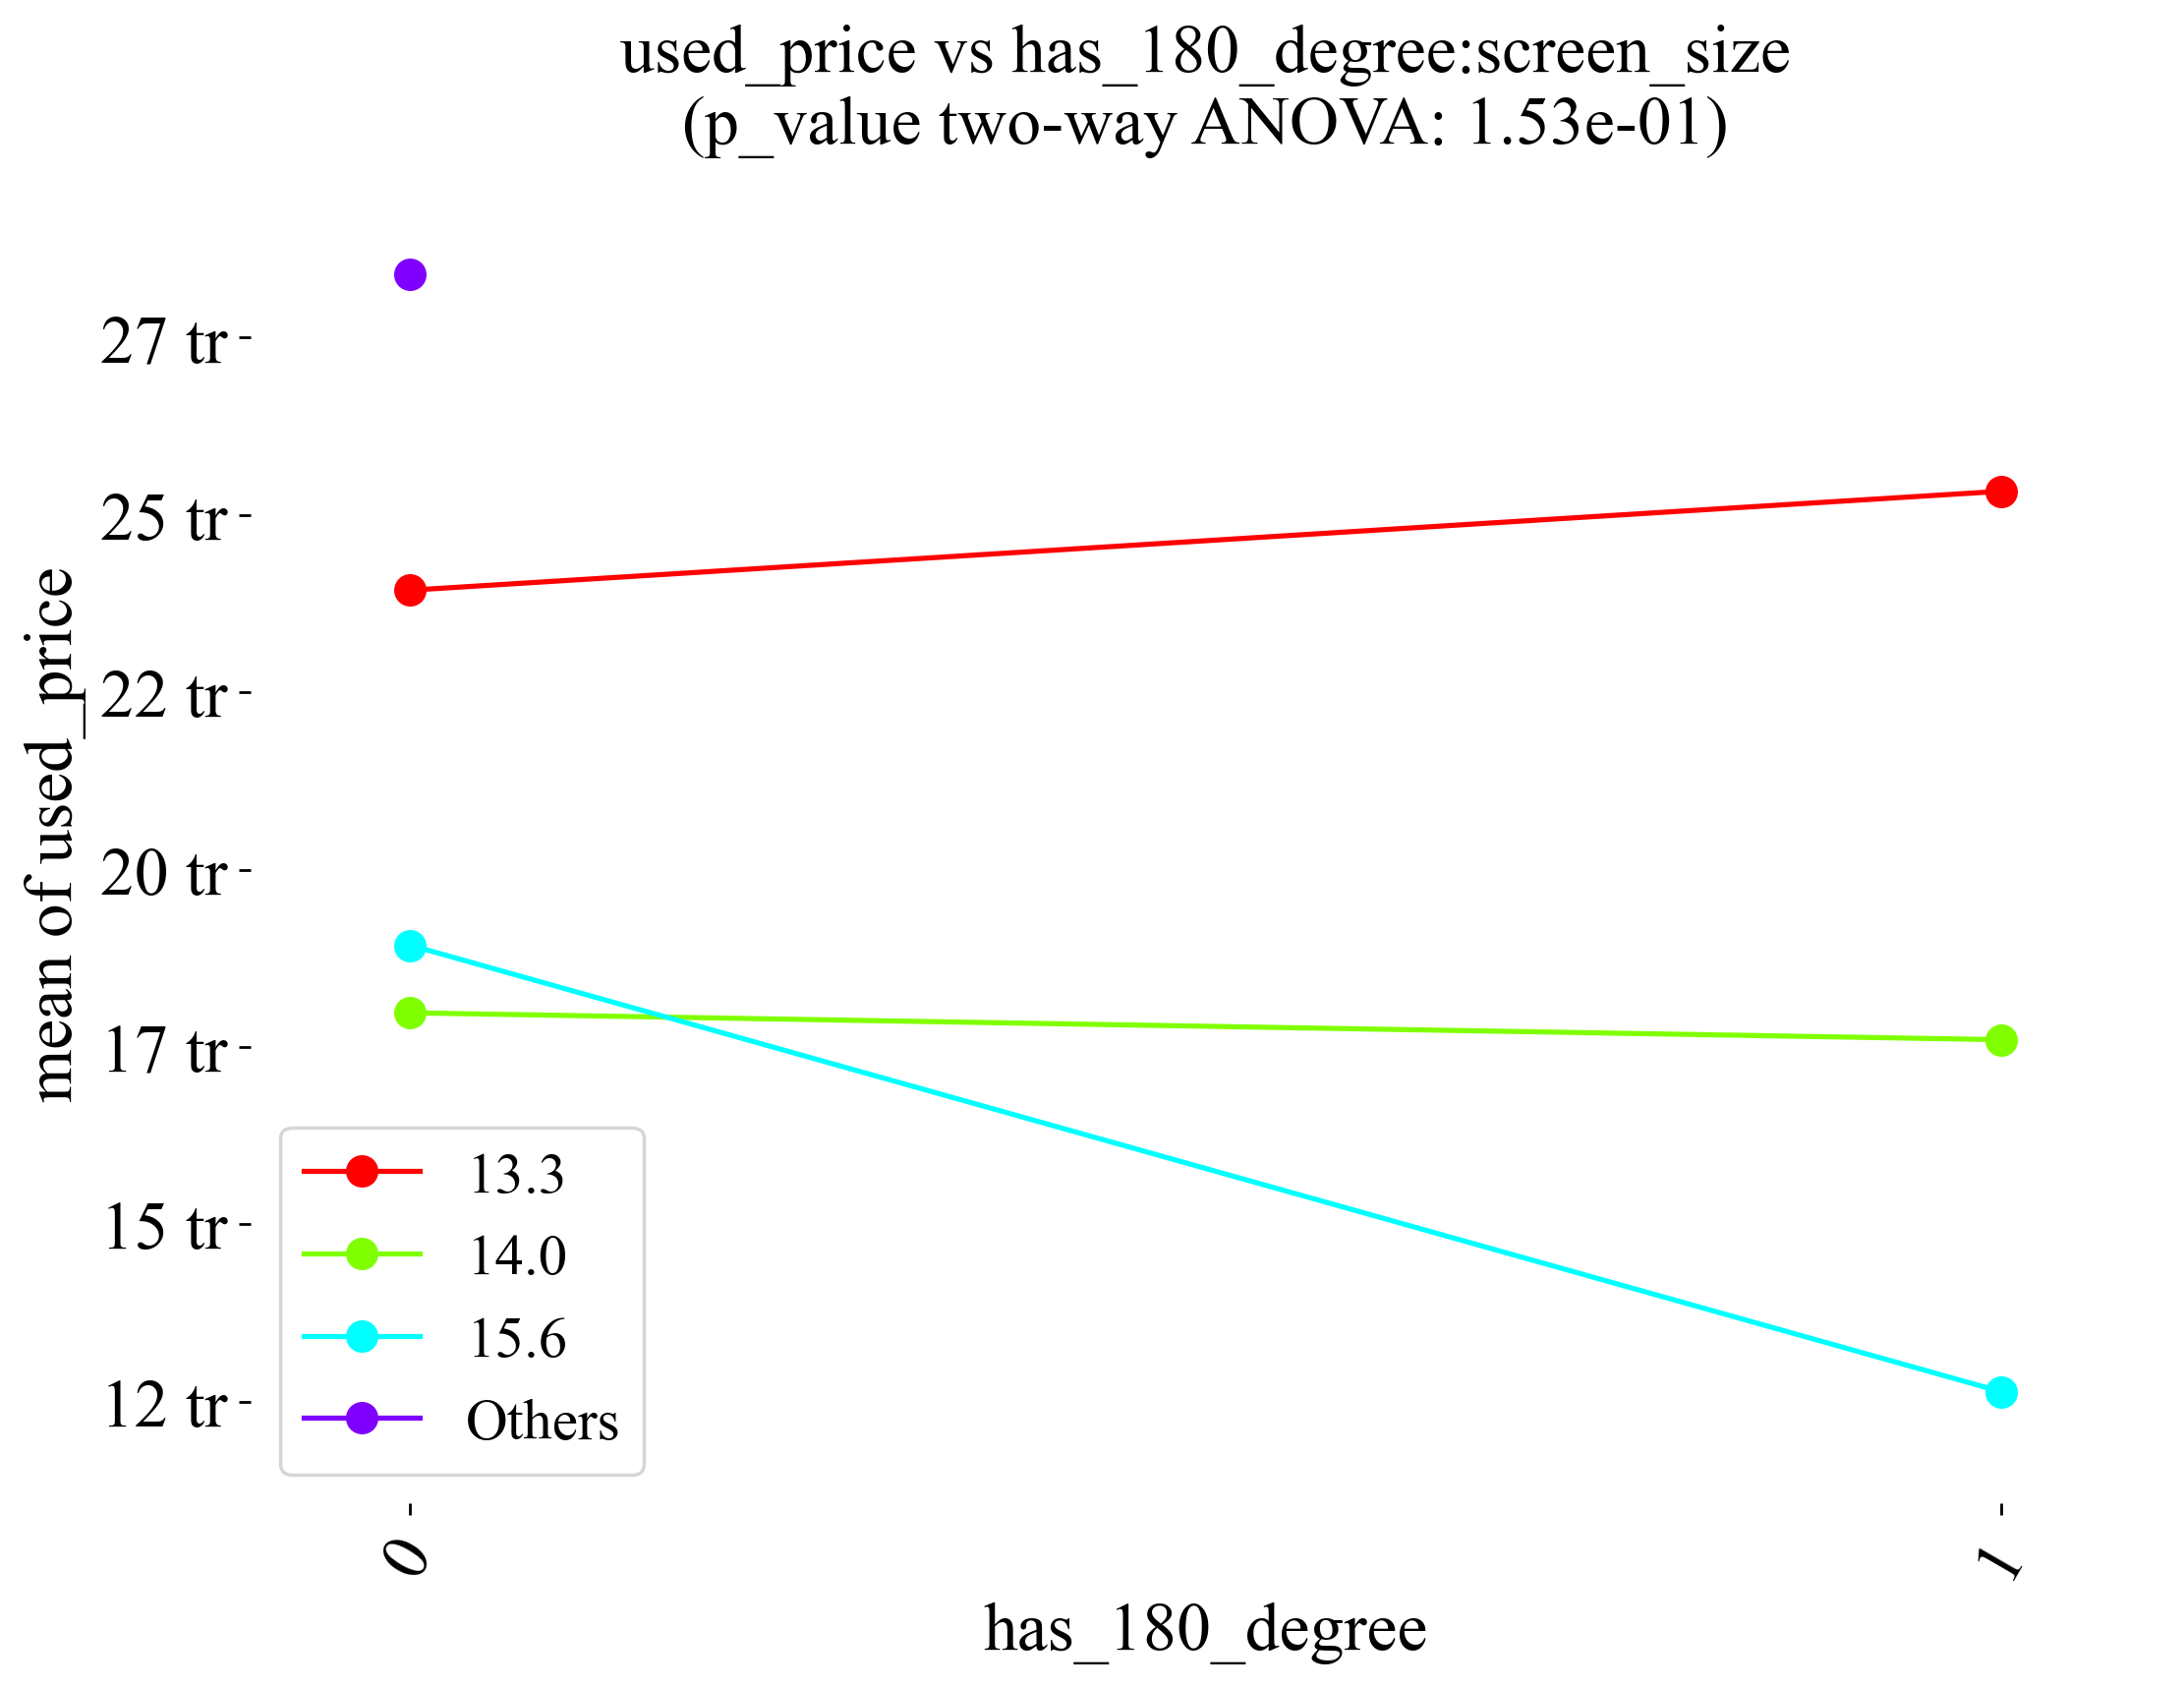 used_price vs has_180_degree:screen_size
(p_value two-way ANOVA: 1.53e-01)
mean of used_price
27 tr
25 tr
22 tr
20 tr
17 tr
15 tr
12 tr
13.3
14.0
15.6
Others
0
1
has_180_degree